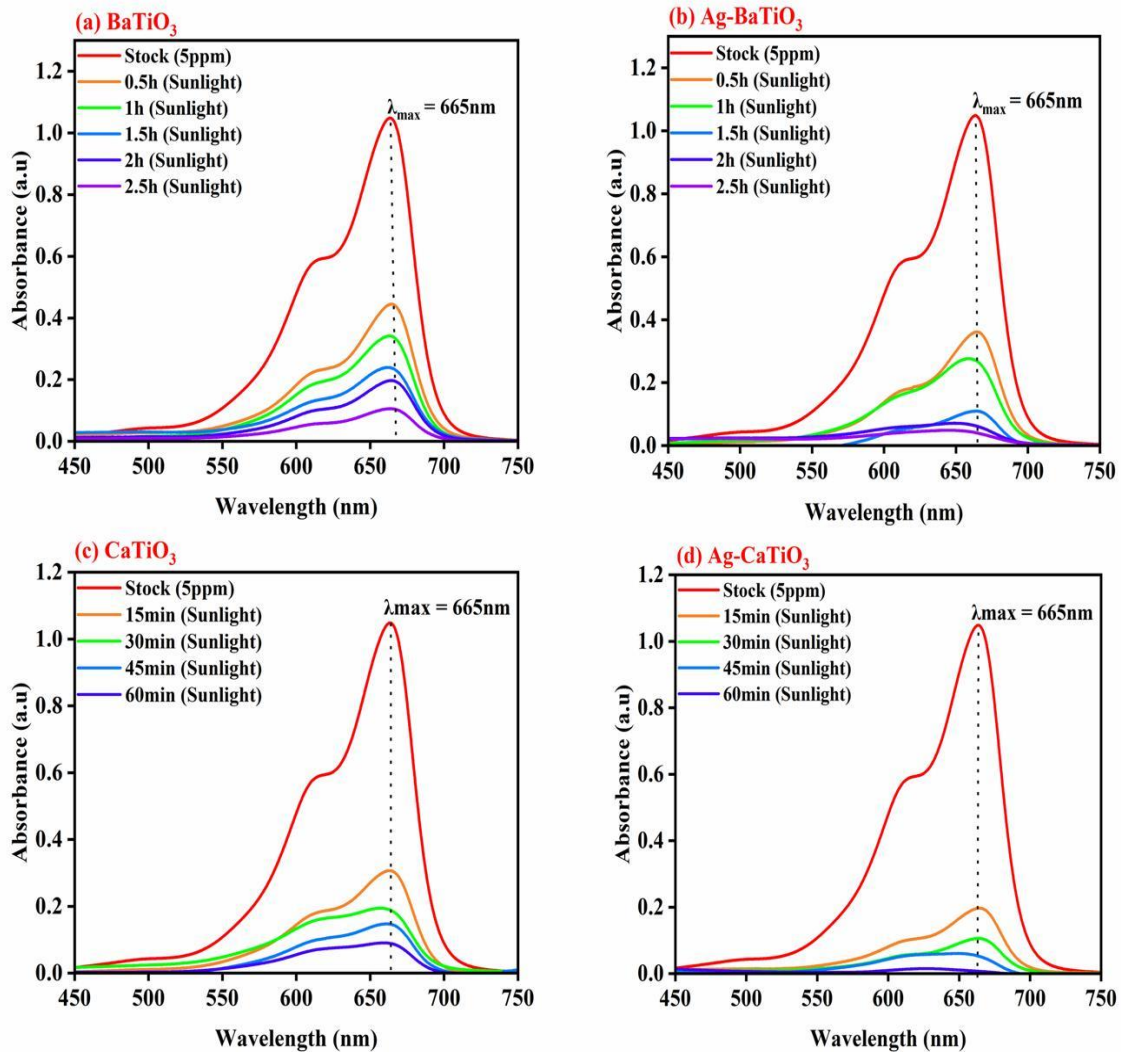 (a) BaTiO₃
Stock (5ppm)
0.5h (Sunlight)
1h (Sunlight)
1.5h (Sunlight)
2h (Sunlight)
2.5h (Sunlight)
λmax = 665nm
1.2
1.0
0.8
0.6
0.4
0.2
0.0
Absorbance (a.u)
450 500 550 600 650 700 750
Wavelength (nm)
(b) Ag-BaTiO₃
Stock (5ppm)
0.5h (Sunlight)
1h (Sunlight)
1.5h (Sunlight)
2h (Sunlight)
2.5h (Sunlight)
λmax = 665nm
1.2
1.0
0.8
0.6
0.4
0.2
0.0
Absorbance (a.u)
450 500 550 600 650 700 750
Wavelength (nm)
(c) CaTiO₃
Stock (5ppm)
15min (Sunlight)
30min (Sunlight)
45min (Sunlight)
60min (Sunlight)
λmax = 665nm
1.2
1.0
0.8
0.6
0.4
0.2
0.0
Absorbance (a.u)
450 500 550 600 650 700 750
Wavelength (nm)
(d) Ag-CaTiO₃
Stock (5ppm)
15min (Sunlight)
30min (Sunlight)
45min (Sunlight)
60min (Sunlight)
λmax = 665nm
1.2
1.0
0.8
0.6
0.4
0.2
0.0
Absorbance (a.u)
450 500 550 600 650 700 750
Wavelength (nm)